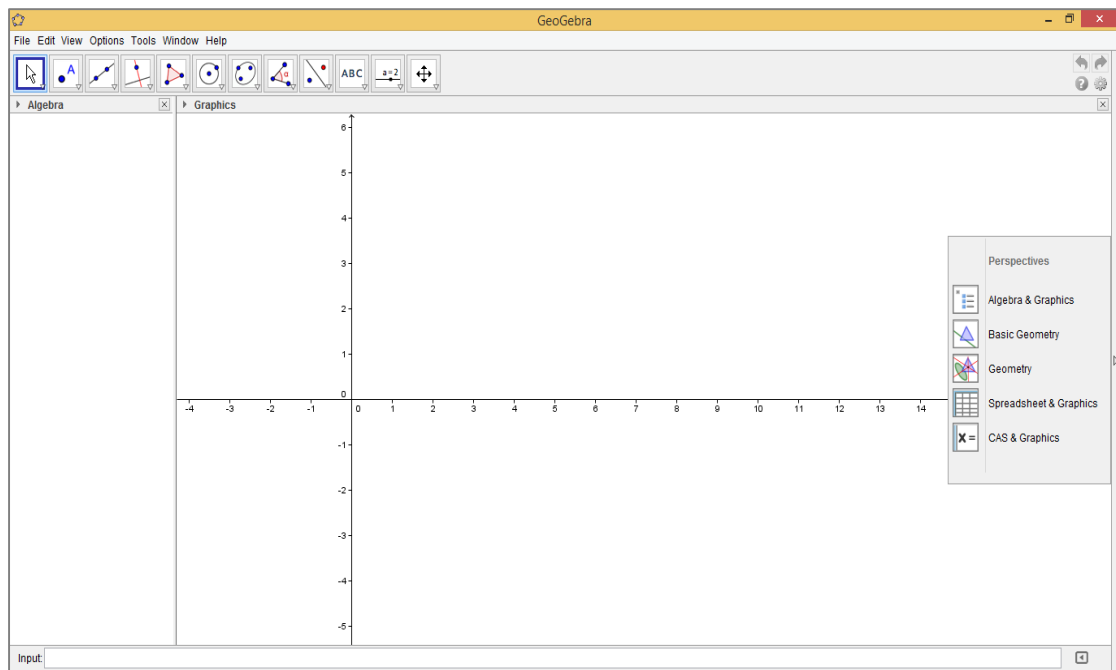 GeoGebra
File Edit View Options Tools Window Help
A
α
ABC
a=2
Algebra
Graphics
6
5
4
3
2
1
0
-4 -3 -2 -1 0 1 2 3 4 5 6 7 8 9 10 11 12 13 14
-1
-2
-3
-4
-5
Perspectives
Algebra & Graphics
Basic Geometry
Geometry
Spreadsheet & Graphics
X = CAS & Graphics
Input: